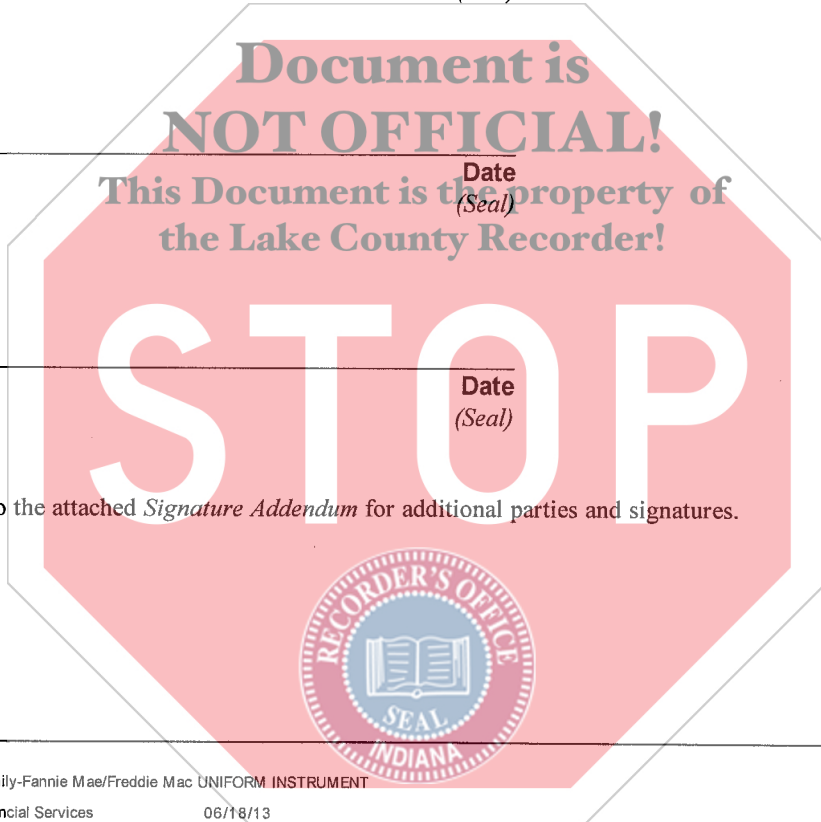 Document is
NOT OFFICIAL!
Date
This Document is the property of
(Seal)
the Lake County Recorder!
STOP
Date
(Seal)
the attached Signature Addendum for additional parties and signatures.
RECORDER'S OFFICE
SEAL
INDIANA
ily-Fannie Mae/Freddie Mac UNIFORM INSTRUMENT
ncial Services 06/18/13